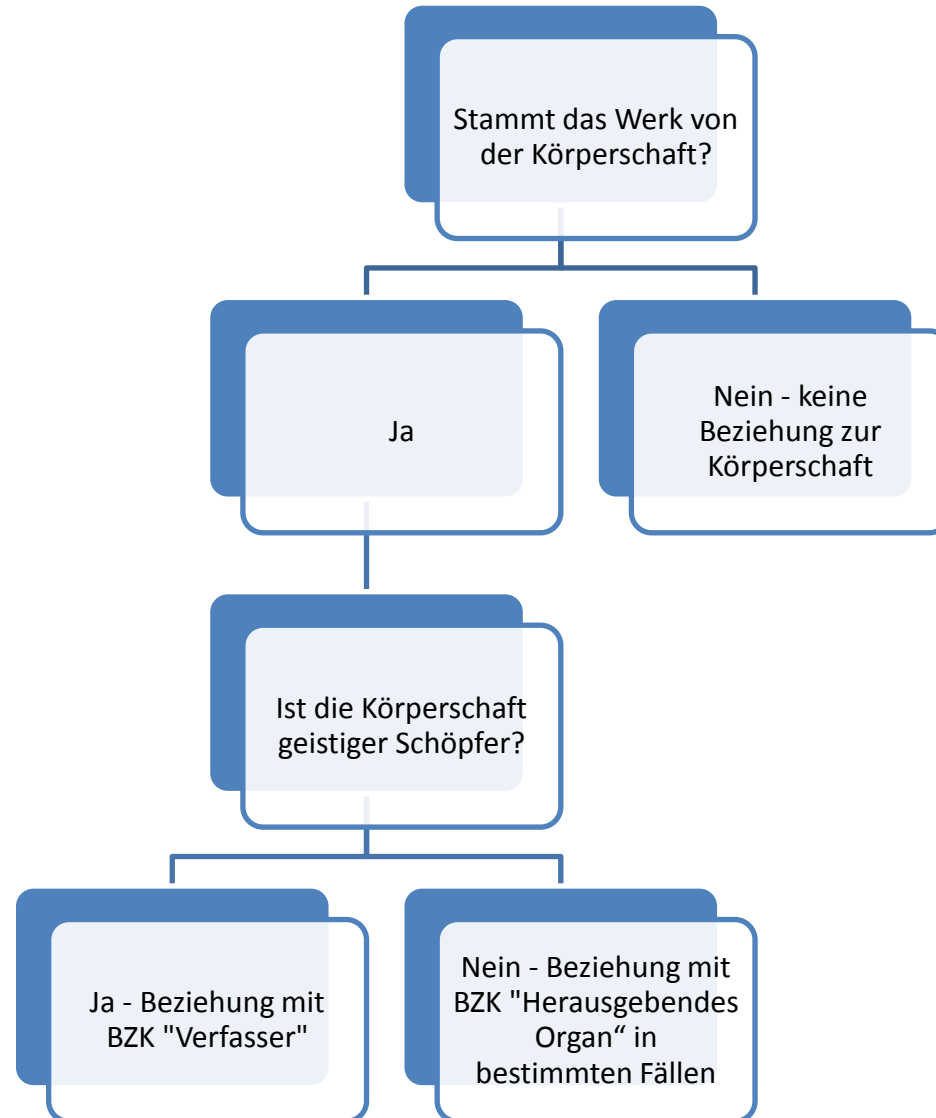 Stammt das Werk von
der Körperschaft?
Ja
Nein - keine
Beziehung zur
Körperschaft
Ist die Körperschaft
geistiger Schöpfer?
Ja - Beziehung mit
BZK "Verfasser"
Nein - Beziehung mit
BZK "Herausgebendes
Organ“ in
bestimmten Fällen